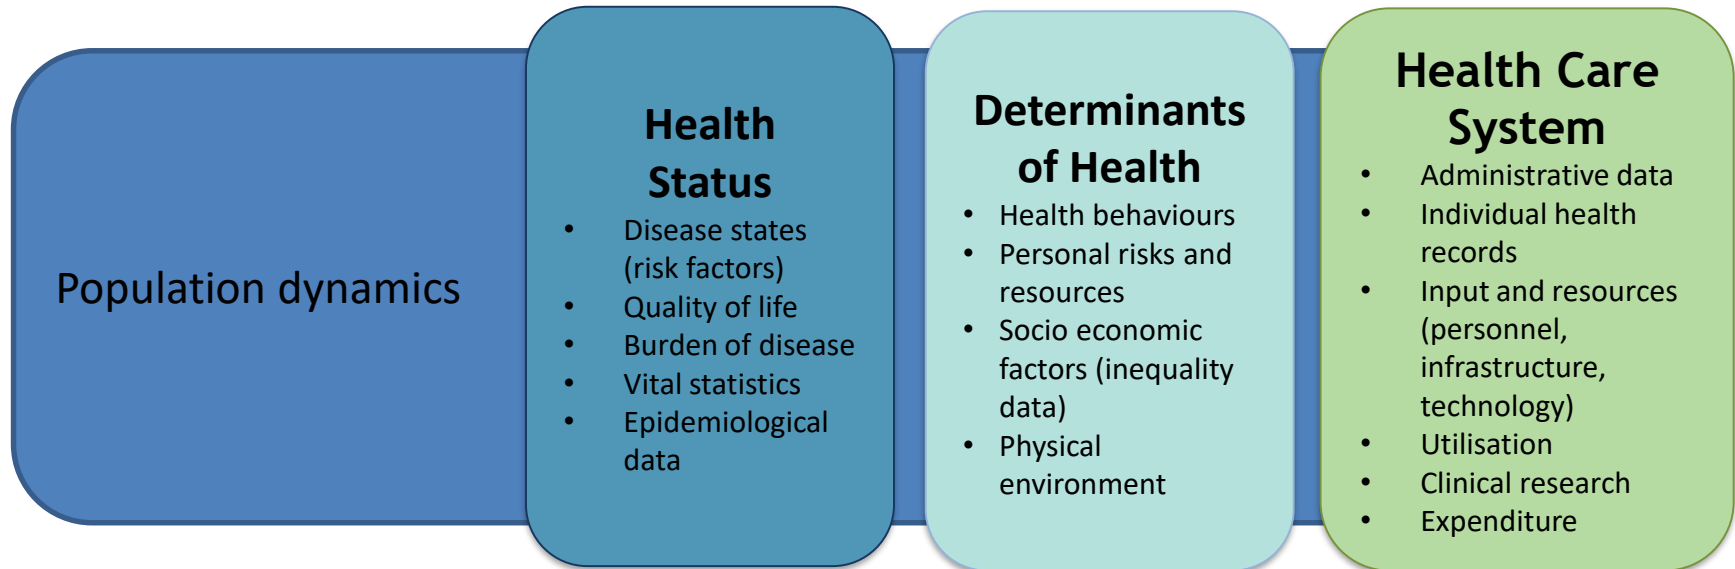 Population dynamics
Health
Status
• Disease states
(risk factors)
• Quality of life
• Burden of disease
• Vital statistics
• Epidemiological
data
Determinants
of Health
• Health behaviours
• Personal risks and
resources
• Socio economic
factors (inequality
data)
• Physical
environment
Health Care
System
• Administrative data
• Individual health
records
• Input and resources
(personnel,
infrastructure,
technology)
• Utilisation
• Clinical research
• Expenditure